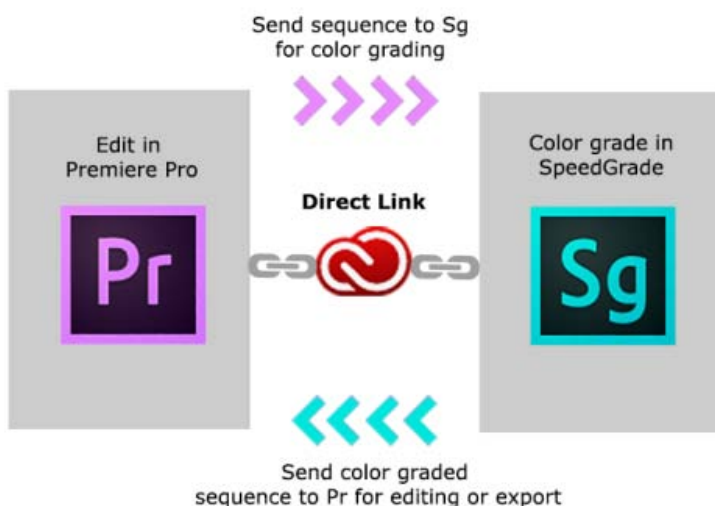 Send sequence to Sg
for color grading
Edit in
Premiere Pro
Pr
Direct Link
Color grade in
SpeedGrade
Sg
Send color graded
sequence to Pr for editing or export